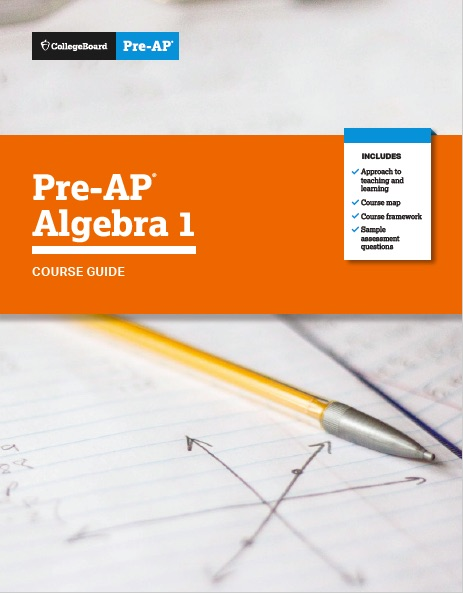 CollegeBoard Pre-AP®
INCLUDES
Approach to
teaching and
learning
Course map
Course framework
Sample
assessment
questions
Pre-AP®
Algebra 1
COURSE GUIDE